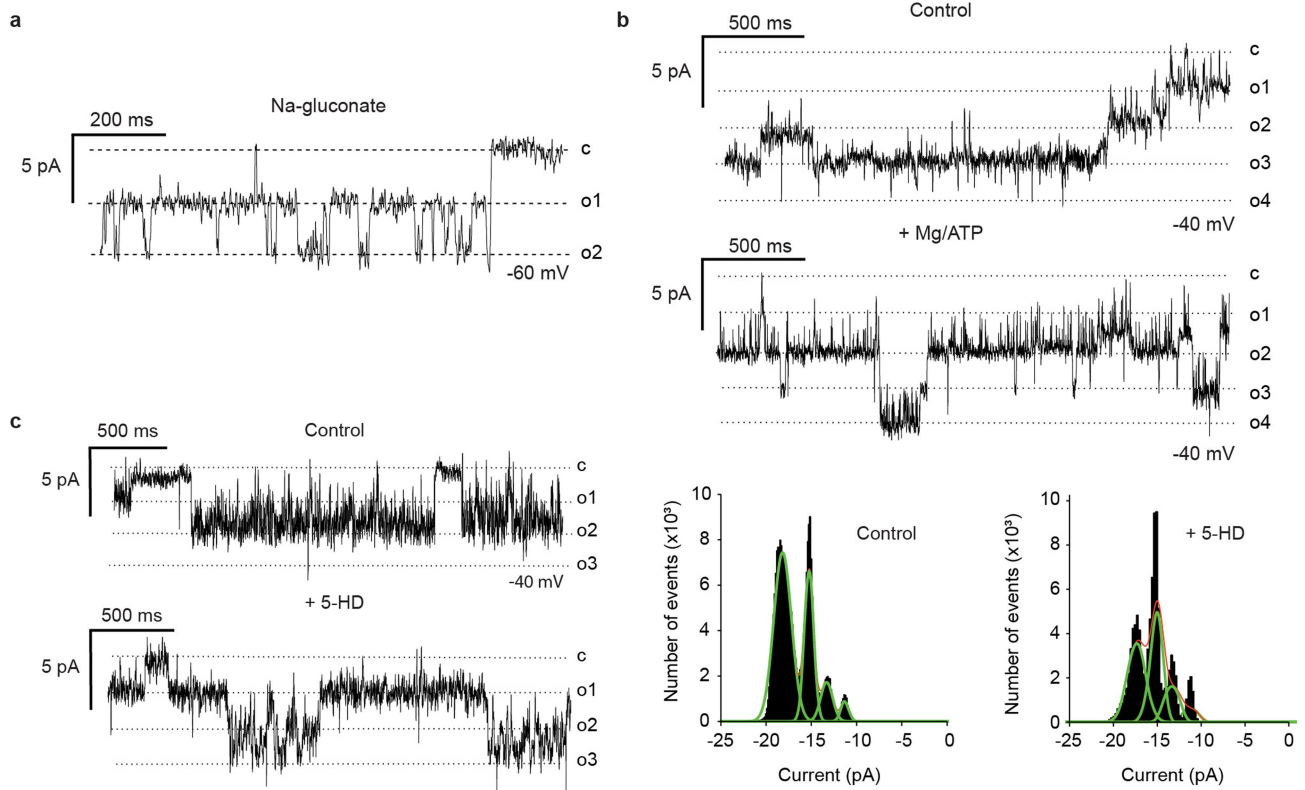 a
Na-gluconate
200 ms
5 pA
c
o1
o2
-60 mV
b
Control
500 ms
5 pA
c
o1
o2
o3
o4
-40 mV
+ Mg/ATP
500 ms
5 pA
c
o1
o2
o3
o4
-40 mV
c
Control
500 ms
5 pA
c
o1
o2
o3
-40 mV
+ 5-HD
500 ms
5 pA
c
o1
o2
o3
Number of events (x10³)
10
8
6
4
2
0
Control
-25 -20 -15 -10 -5 0
Current (pA)
Number of events (x10³)
10
8
6
4
2
0
+ 5-HD
-25 -20 -15 -10 -5 0
Current (pA)